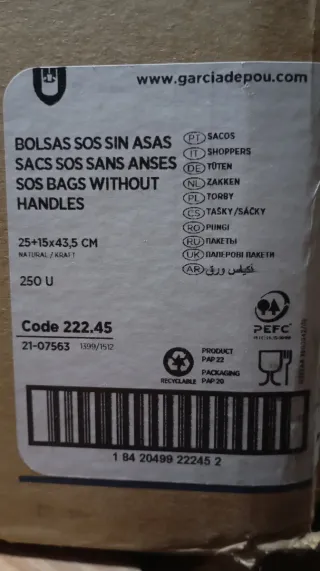 www.garciadepou.com
BOLSAS SOS SIN ASAS
SACS SOS SANS ANSES
SOS BAGS WITHOUT
HANDLES
25+15x43,5 CM
NATURAL / KRAFT
250 U
PT SACOS
IT SHOPPERS
DE TÜTEN
NL ZAKKEN
PL TORBY
CS TAŠKY/SÁČKY
RO PUNGI
RU ПАКЕТЫ
UK ПАПЕРОВІ ПАКЕТИ
AR أكياس ورق
Code 222.45
21-07563 1399/1512
PEFC
RECYCLABLE
PRODUCT
PAP 22
PACKAGING
PAP 20
1 84 20499 22245 2